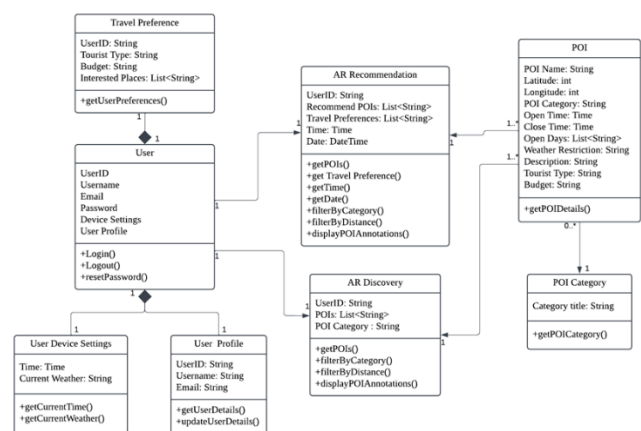 Travel Preference
UserID: String
Tourist Type: String
Budget: String
Interested Places: List<String>
+getUserPreferences()
1
1
User
UserID
Username
Email
Password
Device Settings
User Profile
+Login()
+Logout()
+resetPassword()
1
1
1
1
1
User Device Settings
Time: Time
Current Weather: String
+getCurrentTime()
+getCurrentWeather()
User Profile
UserID: String
Username: String
Email: String
+getUserDetails()
+updateUserDetails()
AR Recommendation
UserID: String
Recommend POIs: List<String>
Travel Preferences: List<String>
Time: Time
Date: DateTime
+getPOIs()
+get Travel Preference()
+getTime()
+getDate()
+filterByCategory()
+filterByDistance()
+displayPOIAnnotations()
1
1
AR Discovery
UserID: String
POIs: List<String>
POI Category : String
+getPOIs()
+filterByCategory()
+filterByDistance()
+displayPOIAnnotations()
1
1
POI
POI Name: String
Latitude: int
Longitude: int
POI Category: String
Open Time: Time
Close Time: Time
Open Days: List<String>
Weather Restriction: String
Description: String
Tourist Type: String
Budget: String
+getPOIDetails()
1..*
1..*
0..*
1
POI Category
Category title: String
+getPOICategory()